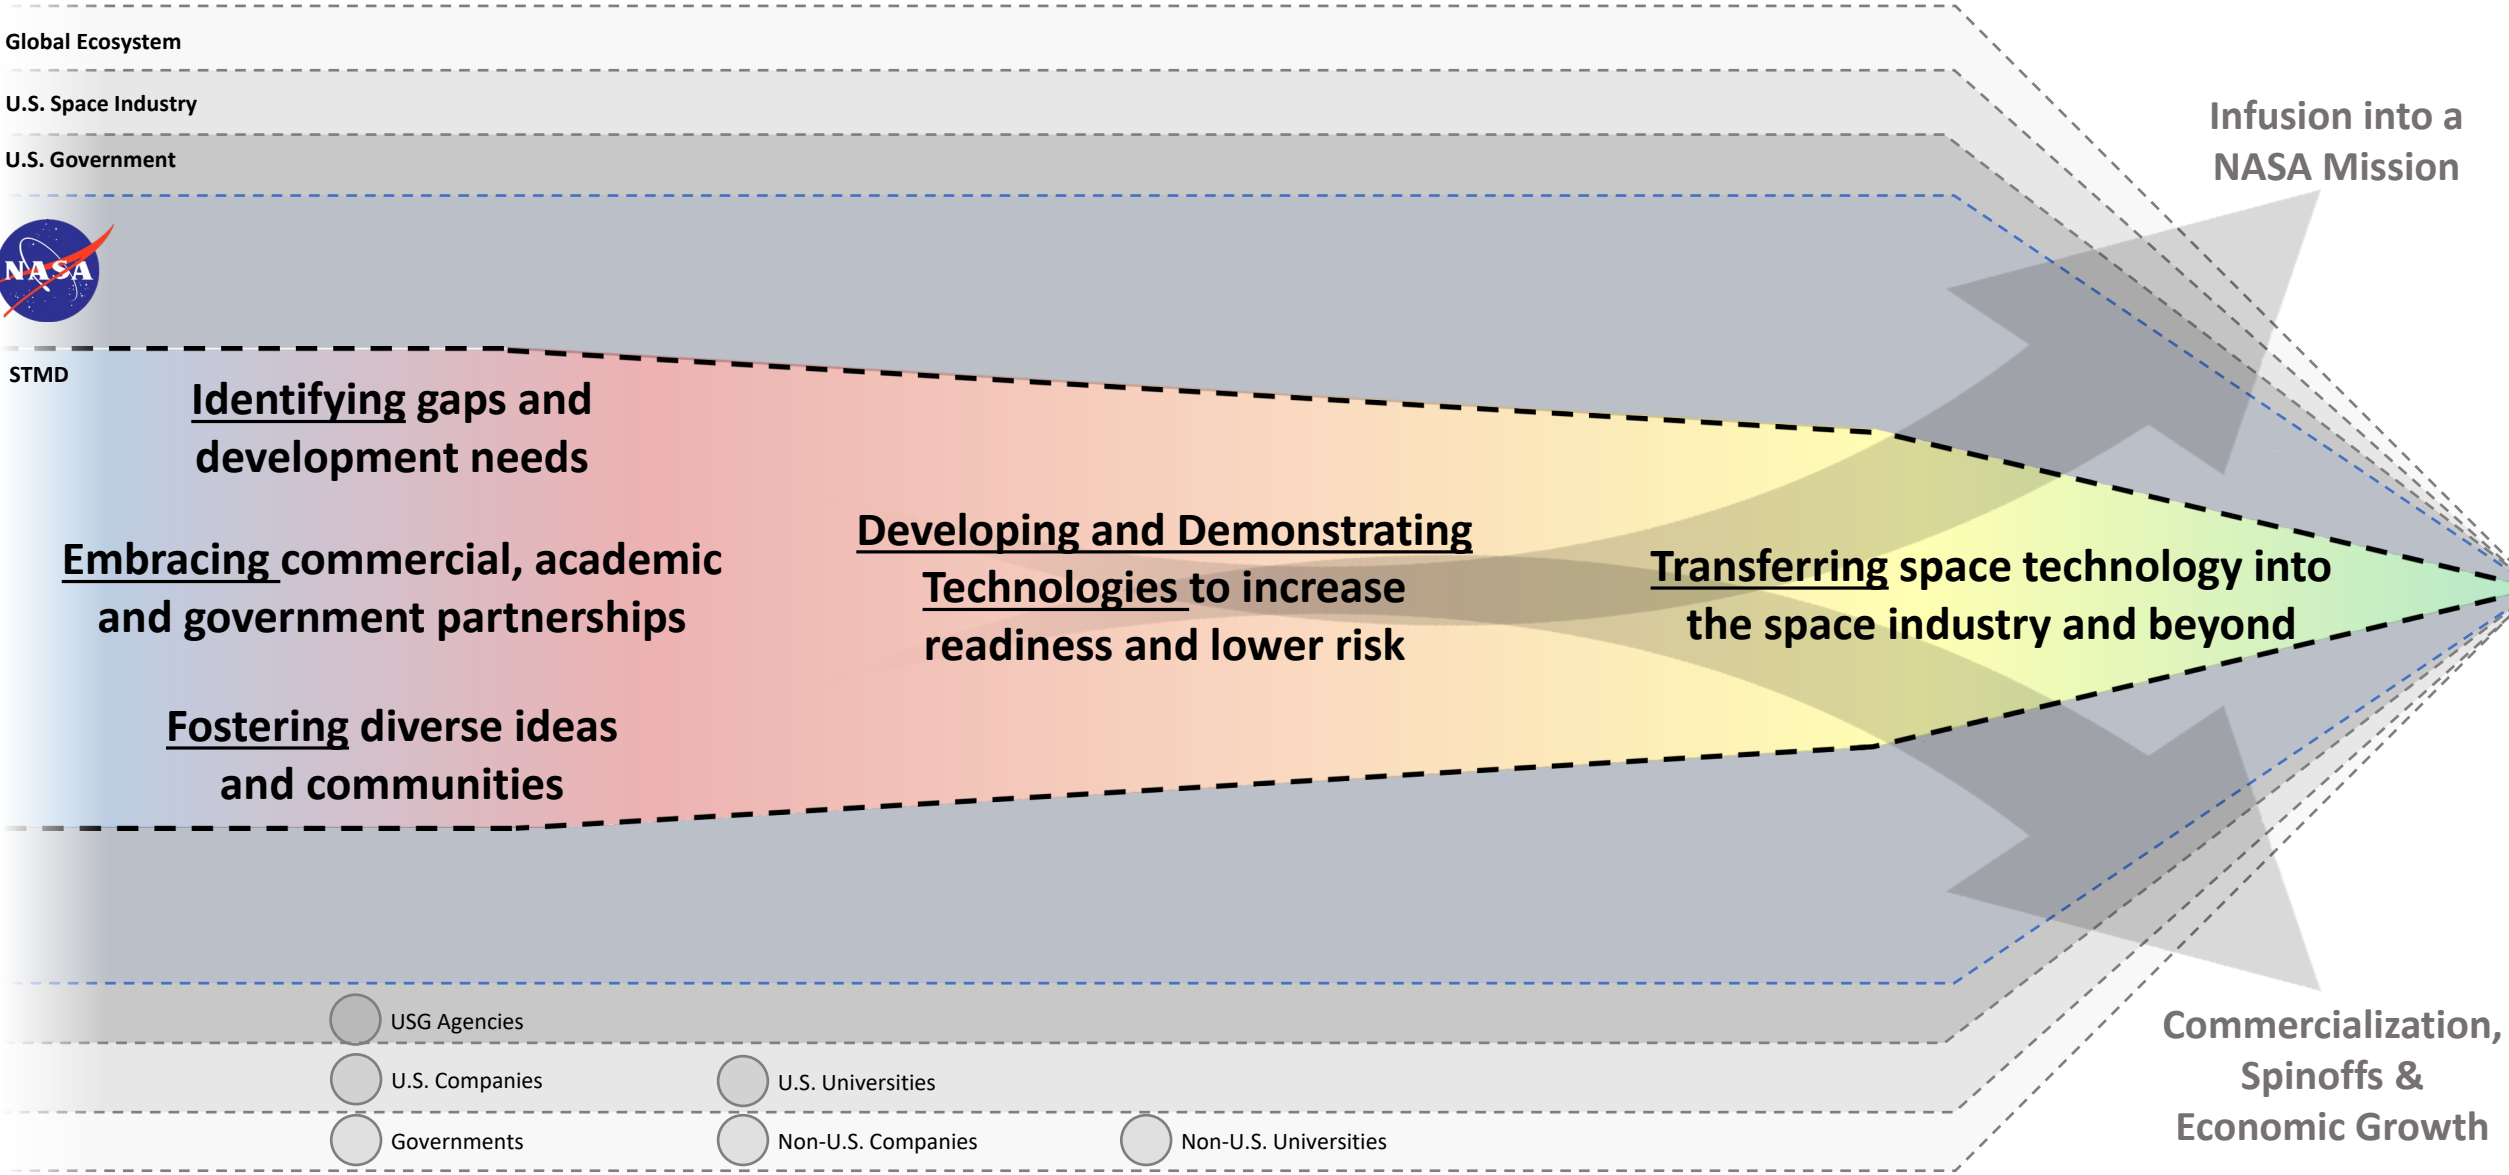 Global Ecosystem
U.S. Space Industry
U.S. Government
NASA
STMD
Identifying gaps and
development needs
Embracing commercial, academic
and government partnerships
Fostering diverse ideas
and communities
Developing and Demonstrating
Technologies to increase
readiness and lower risk
Transferring space technology into
the space industry and beyond
Infusion into a
NASA Mission
Commercialization,
Spinoffs &
Economic Growth
USG Agencies
U.S. Companies
U.S. Universities
Governments
Non-U.S. Companies
Non-U.S. Universities